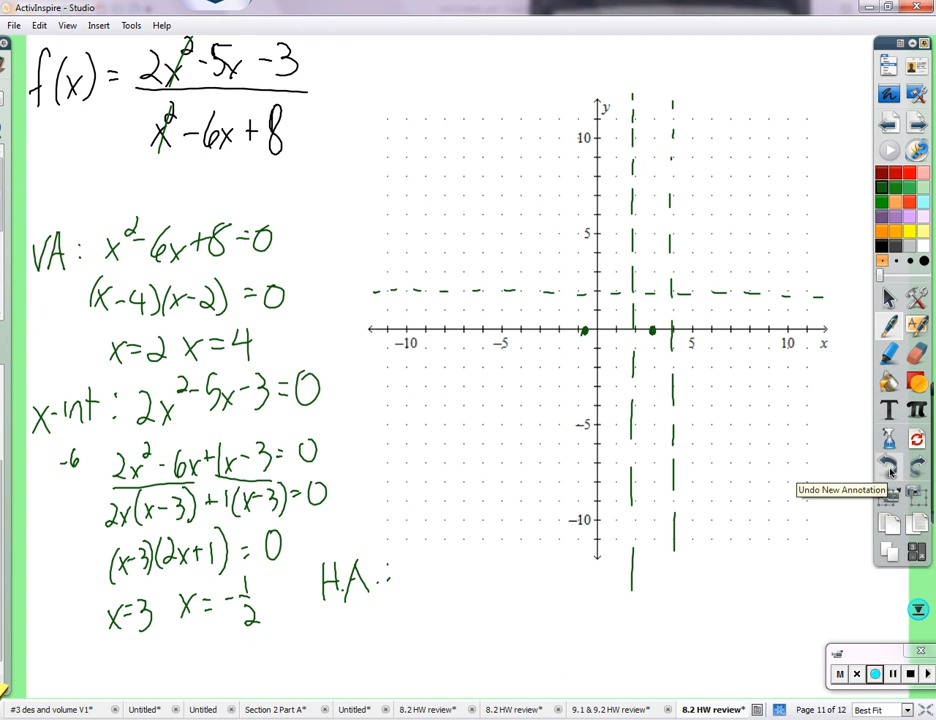 ActivInspire - Studio
File Edit View Insert Tools Help
f(x) = (2x² - 5x - 3) / (x² - 6x + 8)
VA: x² - 6x + 8 = 0
(x - 4)(x - 2) = 0
x = 2 x = 4
x-int: 2x² - 5x - 3 = 0
-6 2x² - 6x + 1x - 3 = 0
2x(x - 3) + 1(x - 3) = 0
(x - 3)(2x + 1) = 0
x = 3 x = -1/2
H.A.:
y
10
5
−10 −5 5 10 x
−5
−10
T π
Undo New Annotation
M
#3 des and volume V1* Untitled* Untitled Section 2 Part A* Untitled* 8.2 HW review* 8.2 HW review* 9.1 & 9.2 HW review* 8.2 HW review* Page 11 of 12 Best Fit